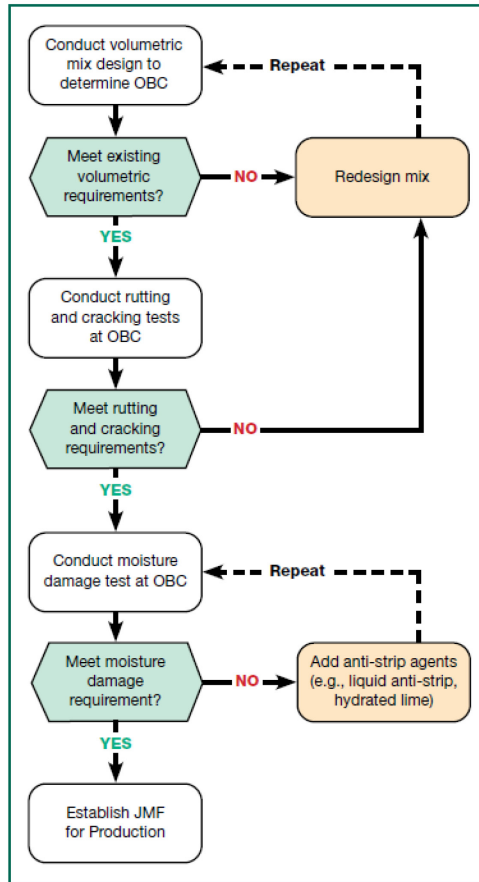 Conduct volumetric
mix design to
determine OBC
Repeat
Meet existing
volumetric
requirements?
NO
Redesign mix
YES
Conduct rutting
and cracking tests
at OBC
Meet rutting
and cracking
requirements?
NO
YES
Conduct moisture
damage test at OBC
Repeat
Meet moisture
damage
requirement?
NO
Add anti-strip agents
(e.g., liquid anti-strip,
hydrated lime)
YES
Establish JMF
for Production